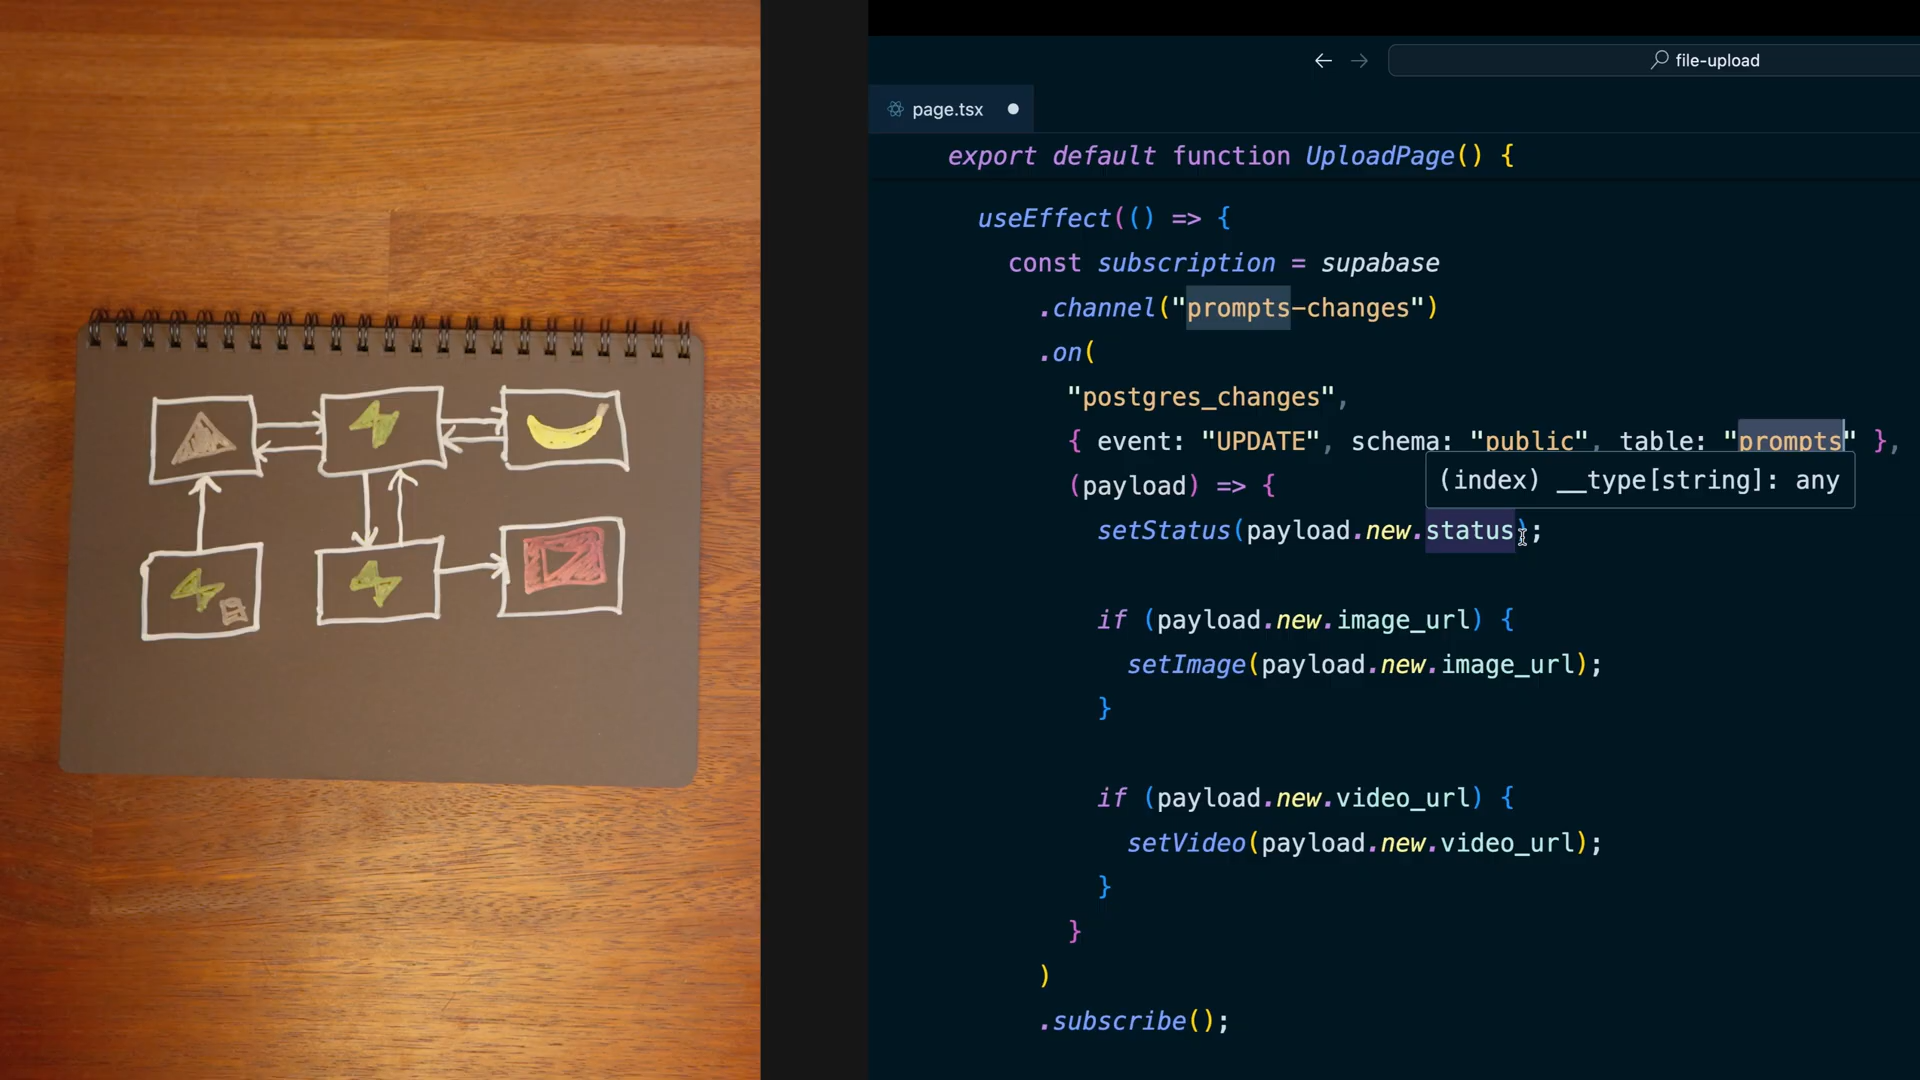 file-upload
page.tsx
export default function UploadPage() {
useEffect(() => {
const subscription = supabase
.channel("prompts-changes")
.on(
"postgres_changes",
{ event: "UPDATE", schema: "public", table: "prompts" },
(payload) => {
(index) __type[string]: any
setStatus(payload.new.status);
if (payload.new.image_url) {
setImage(payload.new.image_url);
}
if (payload.new.video_url) {
setVideo(payload.new.video_url);
}
}
)
.subscribe();